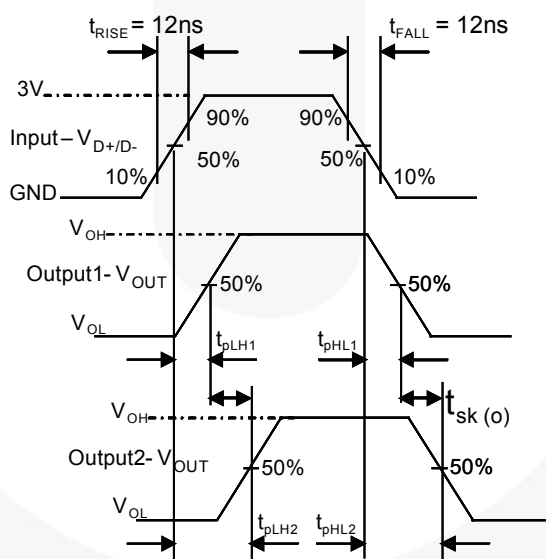 tRISE = 12ns
tFALL = 12ns
3V
90%
90%
Input – VD+/D-
50%
50%
10%
10%
GND
VOH
Output1- VOUT
50%
50%
VOL
tpLH1
tpHL1
VOH
tsk (o)
Output2- VOUT
50%
50%
VOL
tpLH2
tpHL2